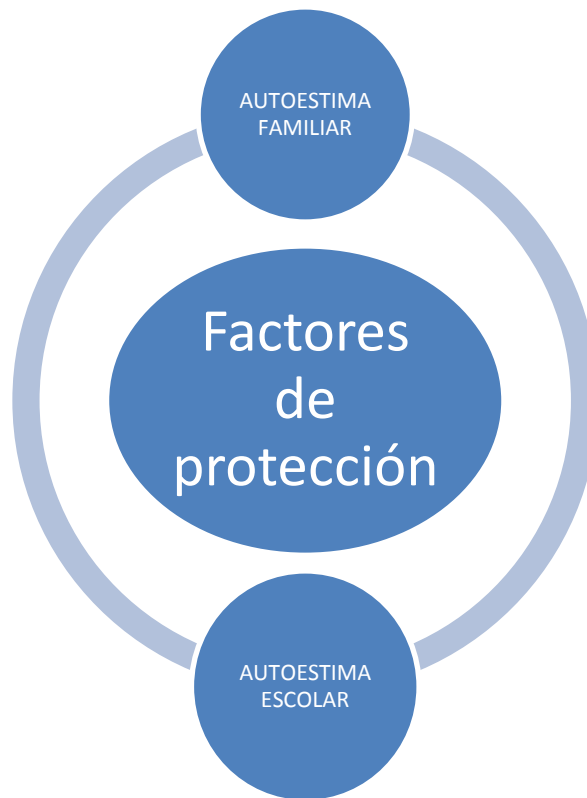 AUTOESTIMA
FAMILIAR
Factores
de
protección
AUTOESTIMA
ESCOLAR